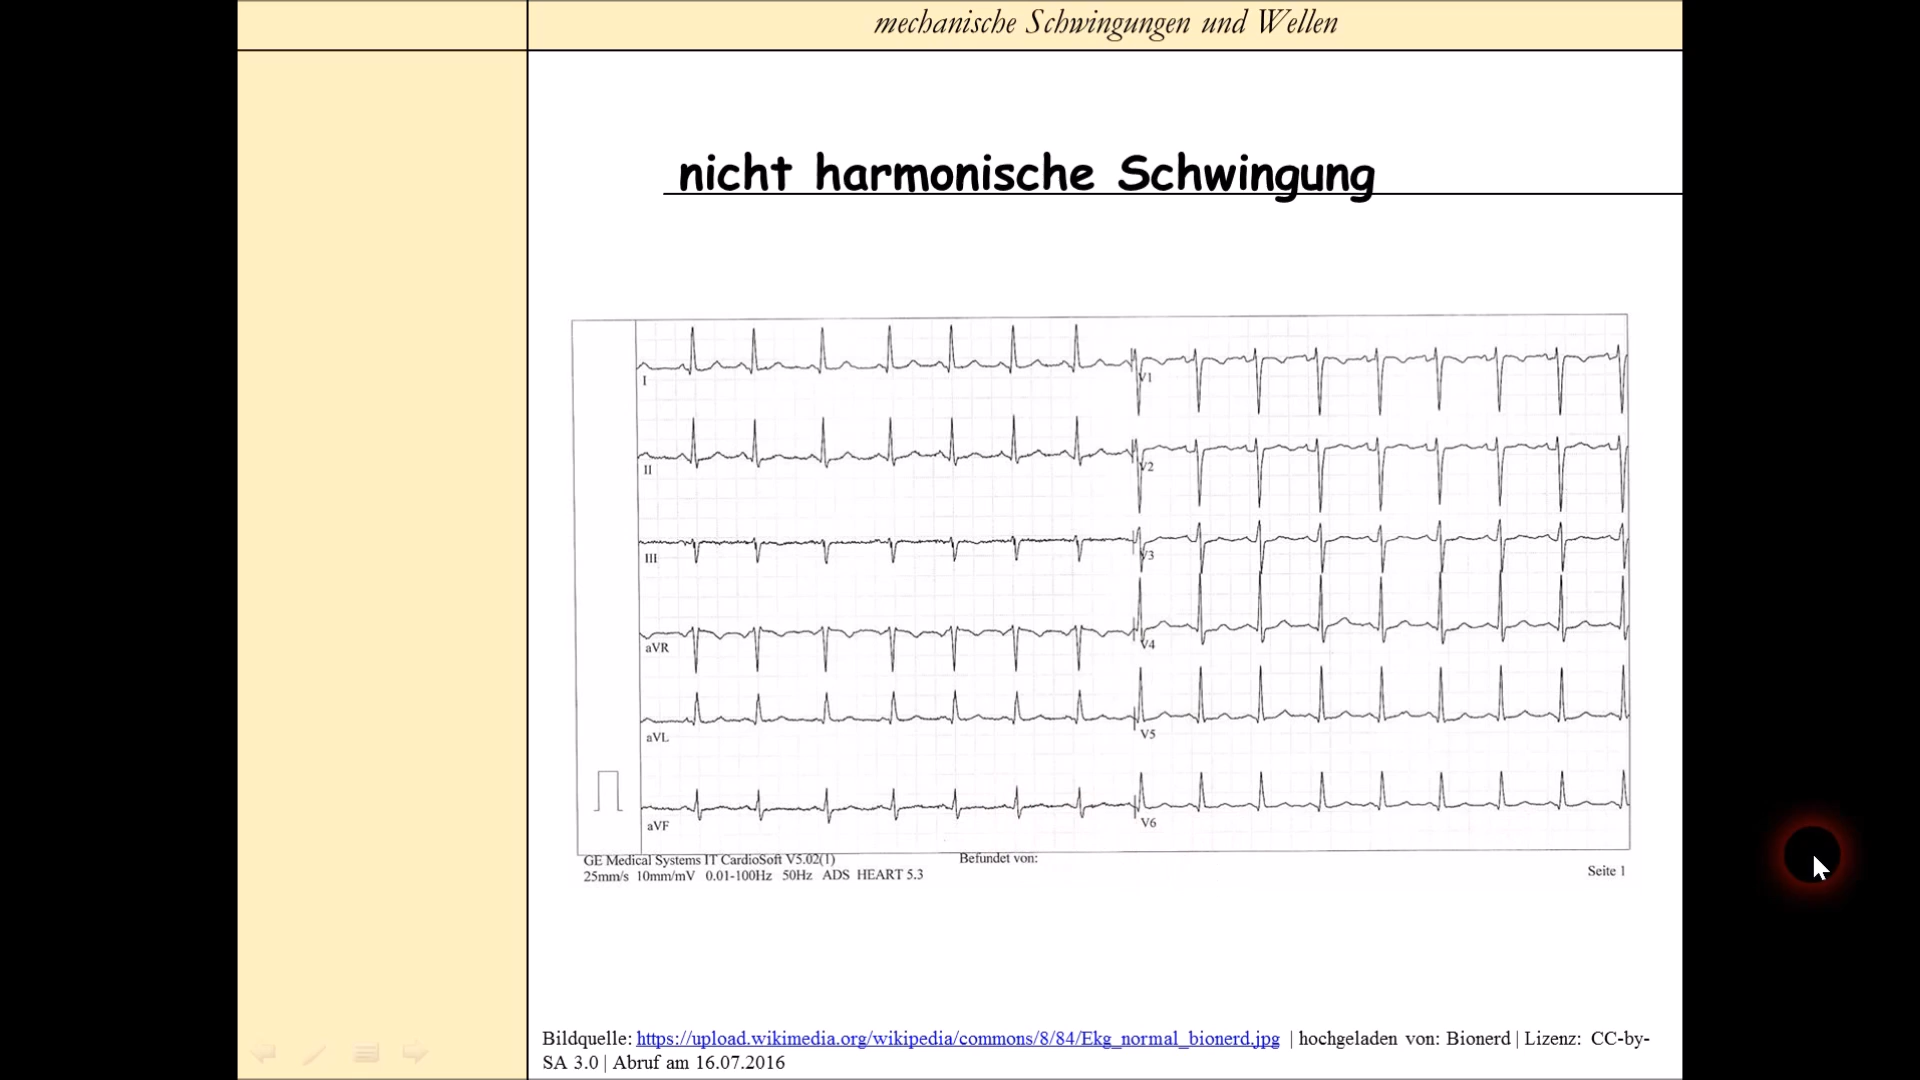 mechanische Schwingungen und Wellen
nicht harmonische Schwingung
I
V1
II
V2
III
V3
aVR
V4
aVL
V5
aVF
V6
GE Medical Systems IT CardioSoft V5.02(1)
Befundet von:
25mm/s 10mm/mV 0.01-100Hz 50Hz ADS HEART 5.3
Seite 1
Bildquelle: https://upload.wikimedia.org/wikipedia/commons/8/84/Ekg_normal_bionerd.jpg | hochgeladen von: Bionerd | Lizenz: CC-by-
SA 3.0 | Abruf am 16.07.2016